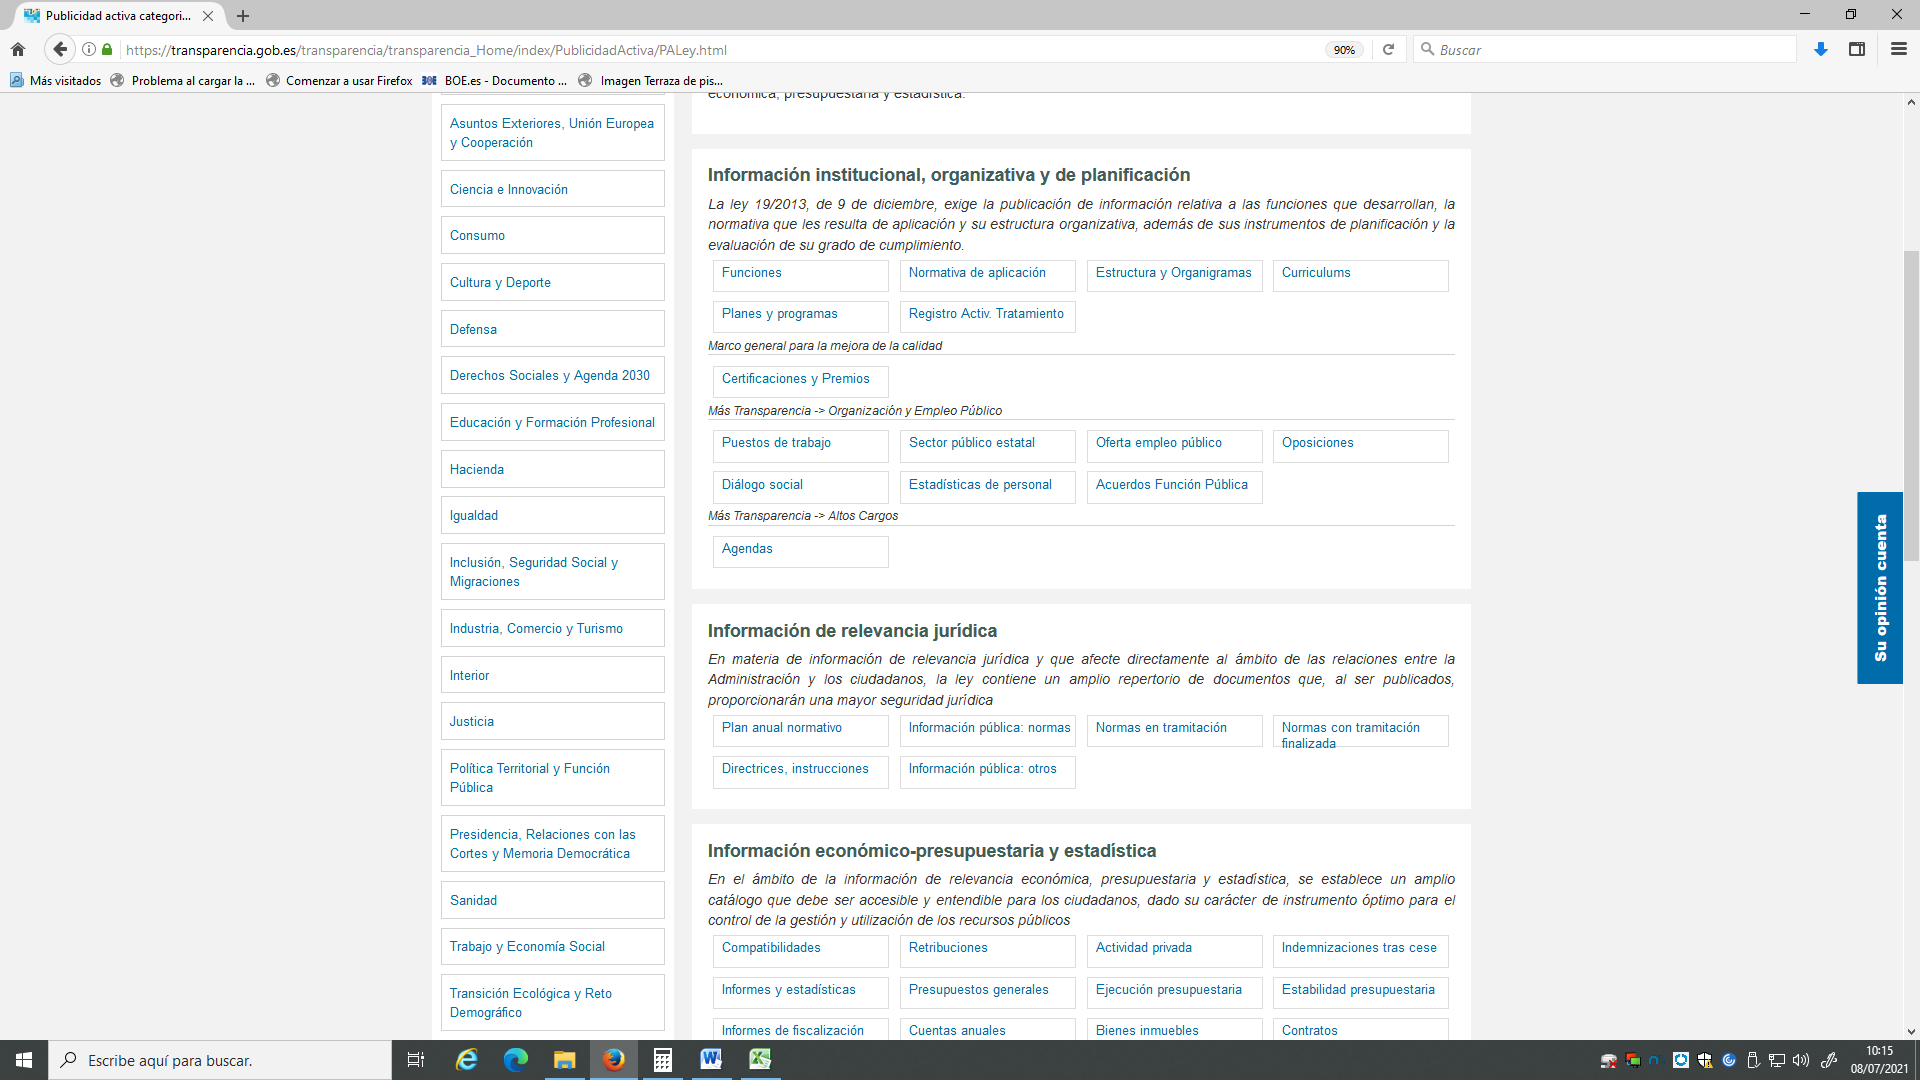 Publicidad activa categori...
https://transparencia.gob.es/transparencia/transparencia_Home/index/PublicidadActiva/PALey.html
90%
Buscar
Más visitados
Problema al cargar la ...
Comenzar a usar Firefox
BOE.es - Documento ...
Imagen Terraza de pis...
Asuntos Exteriores, Unión Europea
y Cooperación
Ciencia e Innovación
Consumo
Cultura y Deporte
Defensa
Derechos Sociales y Agenda 2030
Educación y Formación Profesional
Hacienda
Igualdad
Inclusión, Seguridad Social y
Migraciones
Industria, Comercio y Turismo
Interior
Justicia
Política Territorial y Función
Pública
Presidencia, Relaciones con las
Cortes y Memoria Democrática
Sanidad
Trabajo y Economía Social
Transición Ecológica y Reto
Demográfico
económica, presupuestaria y estadística.
Información institucional, organizativa y de planificación
La ley 19/2013, de 9 de diciembre, exige la publicación de información relativa a las funciones que desarrollan, la
normativa que les resulta de aplicación y su estructura organizativa, además de sus instrumentos de planificación y la
evaluación de su grado de cumplimiento.
Funciones
Normativa de aplicación
Estructura y Organigramas
Curriculums
Planes y programas
Registro Activ. Tratamiento
Marco general para la mejora de la calidad
Certificaciones y Premios
Más Transparencia -> Organización y Empleo Público
Puestos de trabajo
Sector público estatal
Oferta empleo público
Oposiciones
Diálogo social
Estadísticas de personal
Acuerdos Función Pública
Más Transparencia -> Altos Cargos
Agendas
Información de relevancia jurídica
En materia de información de relevancia jurídica y que afecte directamente al ámbito de las relaciones entre la
Administración y los ciudadanos, la ley contiene un amplio repertorio de documentos que, al ser publicados,
proporcionarán una mayor seguridad jurídica
Plan anual normativo
Información pública: normas
Normas en tramitación
Normas con tramitación
finalizada
Directrices, instrucciones
Información pública: otros
Información económico-presupuestaria y estadística
En el ámbito de la información de relevancia económica, presupuestaria y estadística, se establece un amplio
catálogo que debe ser accesible y entendible para los ciudadanos, dado su carácter de instrumento óptimo para el
control de la gestión y utilización de los recursos públicos
Compatibilidades
Retribuciones
Actividad privada
Indemnizaciones tras cese
Informes y estadísticas
Presupuestos generales
Ejecución presupuestaria
Estabilidad presupuestaria
Informes de fiscalización
Cuentas anuales
Bienes inmuebles
Contratos
Su opinión cuenta
Escribe aquí para buscar.
10:15
08/07/2021